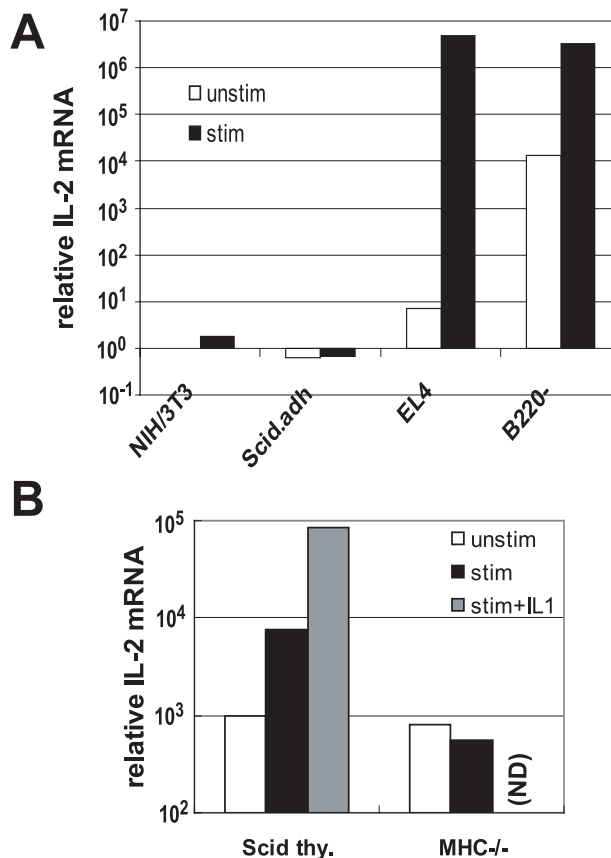 A
relative IL-2 mRNA
10^7
10^6
10^5
10^4
10^3
10^2
10^1
10^0
10^-1
unstim
stim
NIH/3T3
Scid.adh
EL4
B220-
B
relative IL-2 mRNA
10^5
10^4
10^3
10^2
unstim
stim
stim+IL1
(ND)
Scid thy.
MHC-/-